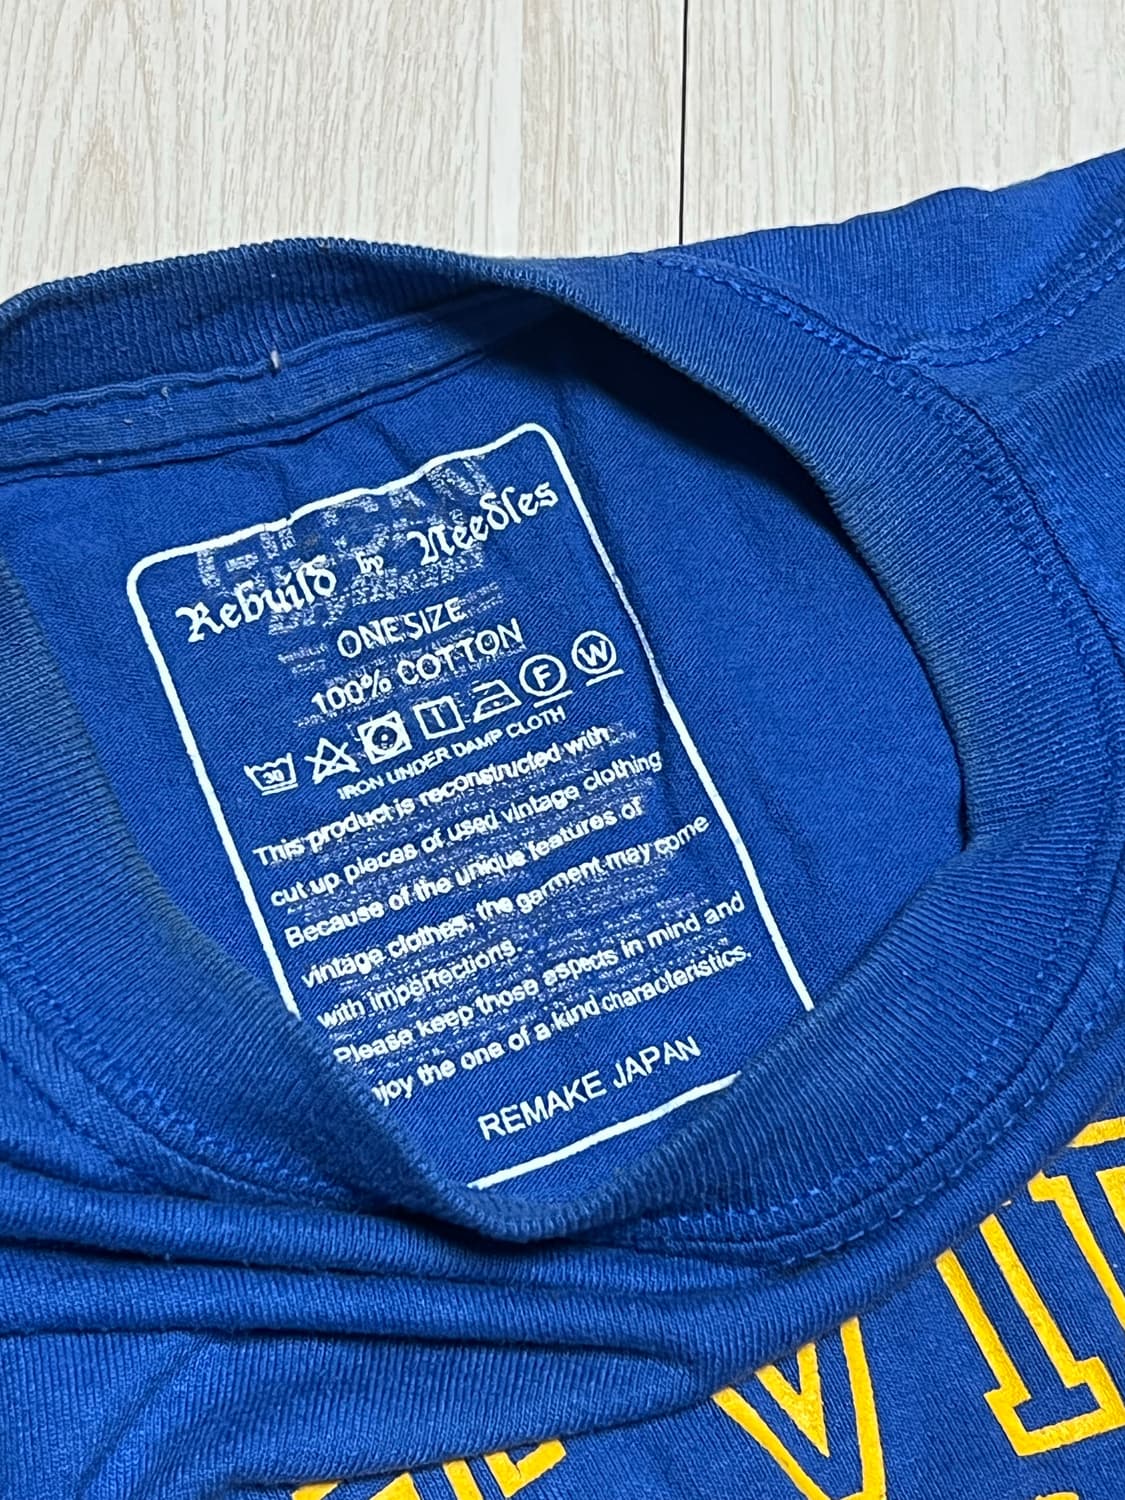 Rebuild by Needles
ONE SIZE
100% COTTON
30 F W
IRON UNDER DAMP CLOTH
This product is reconstructed with
cut up pieces of used vintage clothing
Because of the unique features of
vintage clothes, the garment may come
with imperfections.
Please keep those aspects in mind and
njoy the one of a kind characteristics.
REMAKE JAPAN